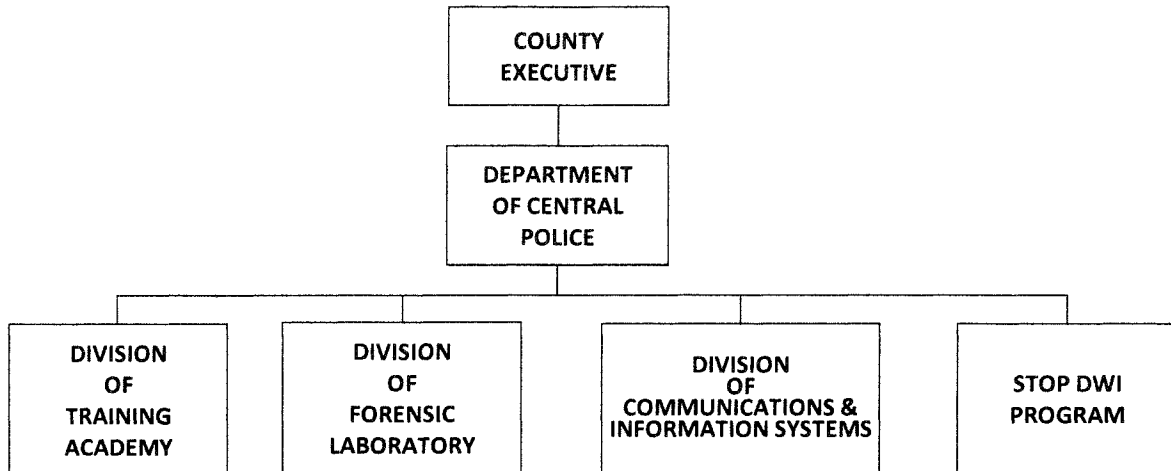 COUNTY
EXECUTIVE
DEPARTMENT
OF CENTRAL
POLICE
DIVISION
OF
TRAINING
ACADEMY
DIVISION
OF
FORENSIC
LABORATORY
DIVISION
OF
COMMUNICATIONS &
INFORMATION SYSTEMS
STOP DWI
PROGRAM